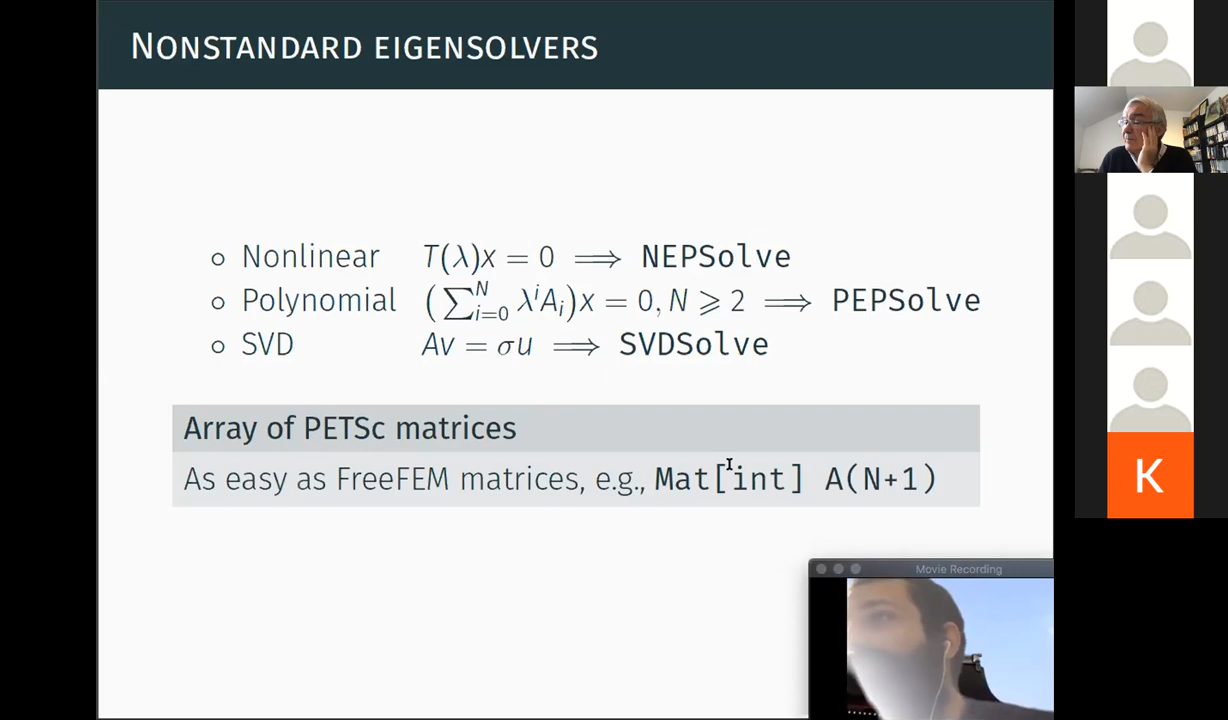 NONSTANDARD EIGENSOLVERS
Nonlinear T(λ)x = 0 ⟹ NEPSolve
Polynomial (∑ᵢ₌₀ᴺ λⁱAᵢ)x = 0, N ⩾ 2 ⟹ PEPSolve
SVD Av = σu ⟹ SVDSolve
Array of PETSc matrices
As easy as FreeFEM matrices, e.g., Mat[int] A(N+1)
K
Movie Recording